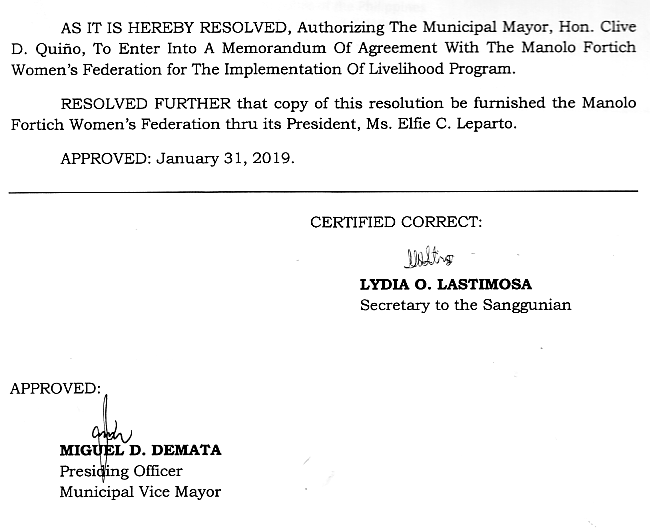 AS IT IS HEREBY RESOLVED, Authorizing The Municipal Mayor, Hon. Clive
D. Quiño, To Enter Into A Memorandum Of Agreement With The Manolo Fortich
Women's Federation for The Implementation Of Livelihood Program.
RESOLVED FURTHER that copy of this resolution be furnished the Manolo
Fortich Women's Federation thru its President, Ms. Elfie C. Leparto.
APPROVED: January 31, 2019.
CERTIFIED CORRECT:
LYDIA O. LASTIMOSA
Secretary to the Sanggunian
APPROVED:
MIGUEL D. DEMATA
Presiding Officer
Municipal Vice Mayor